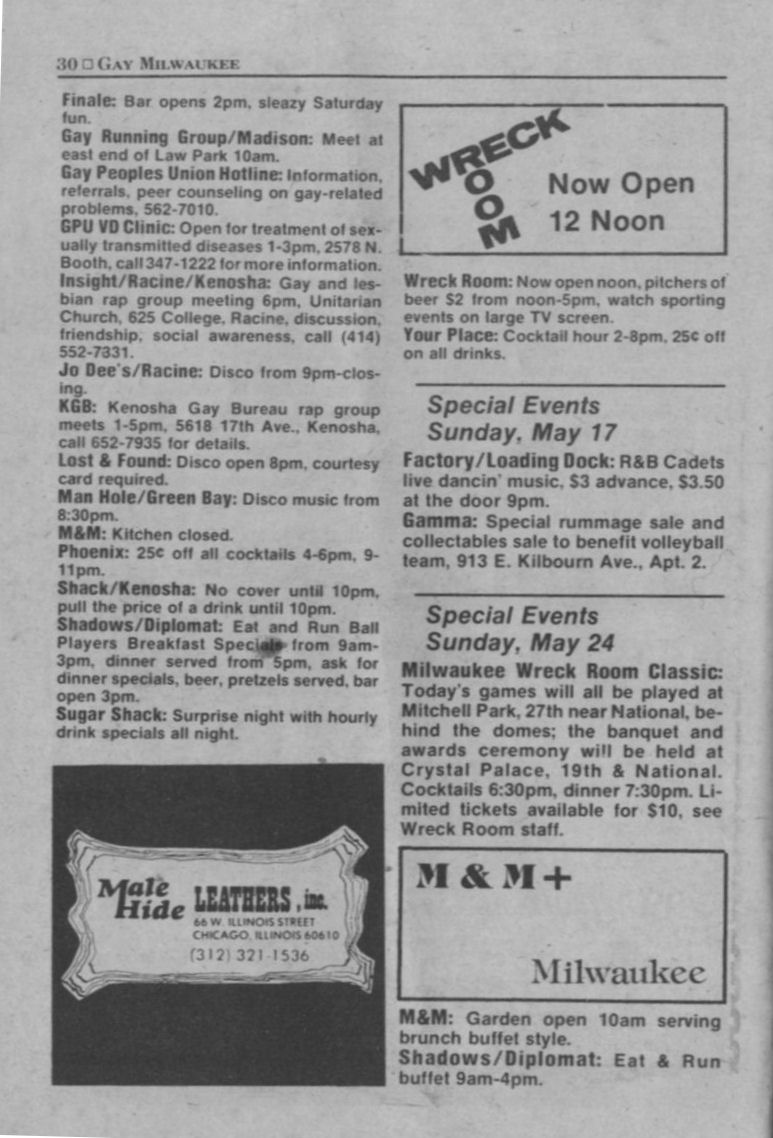 30 □ GAY MILWAUKEE
Finale: Bar opens 2pm, sleazy Saturday
fun.
Gay Running Group/Madison: Meet at
east end of Law Park 10am.
Gay Peoples Union Hotline: Information,
referrals, peer counseling on gay-related
problems, 562-7010.
GPU VD Clinic: Open for treatment of sex-
ually transmitted diseases 1-3pm, 2578 N.
Booth, call 347-1222 for more information.
Insight/Racine/Kenosha: Gay and les-
bian rap group meeting 6pm, Unitarian
Church, 625 College, Racine, discussion,
friendship, social awareness, call (414)
552-7331.
Jo Dee's/Racine: Disco from 9pm-clos-
ing.
KGB: Kenosha Gay Bureau rap group
meets 1-5pm, 5618 17th Ave., Kenosha,
call 652-7935 for details.
Lost & Found: Disco open 8pm, courtesy
card required.
Man Hole/Green Bay: Disco music from
8:30pm.
M&M: Kitchen closed.
Phoenix: 25¢ off all cocktails 4-6pm, 9-
11pm.
Shack/Kenosha: No cover until 10pm,
pull the price of a drink until 10pm.
Shadows/Diplomat: Eat and Run Ball
Players Breakfast Specials from 9am-
3pm, dinner served from 5pm, ask for
dinner specials, beer, pretzels served, bar
open 3pm.
Sugar Shack: Surprise night with hourly
drink specials all night.
Male
Hide LEATHERS, inc.
66 W. ILLINOIS STREET
CHICAGO, ILLINOIS 60610
(312) 321-1536
WRECK
ROOM
Now Open
12 Noon
Wreck Room: Now open noon, pitchers of
beer $2 from noon-5pm, watch sporting
events on large TV screen.
Your Place: Cocktail hour 2-8pm, 25¢ off
on all drinks.
Special Events
Sunday, May 17
Factory/Loading Dock: R&B Cadets
live dancin' music, $3 advance, $3.50
at the door 9pm.
Gamma: Special rummage sale and
collectables sale to benefit volleyball
team, 913 E. Kilbourn Ave., Apt. 2.
Special Events
Sunday, May 24
Milwaukee Wreck Room Classic:
Today's games will all be played at
Mitchell Park, 27th near National, be-
hind the domes; the banquet and
awards ceremony will be held at
Crystal Palace, 19th & National.
Cocktails 6:30pm, dinner 7:30pm. Li-
mited tickets available for $10, see
Wreck Room staff.
M & M +
Milwaukee
M&M: Garden open 10am serving
brunch buffet style.
Shadows/Diplomat: Eat & Run
buffet 9am-4pm.